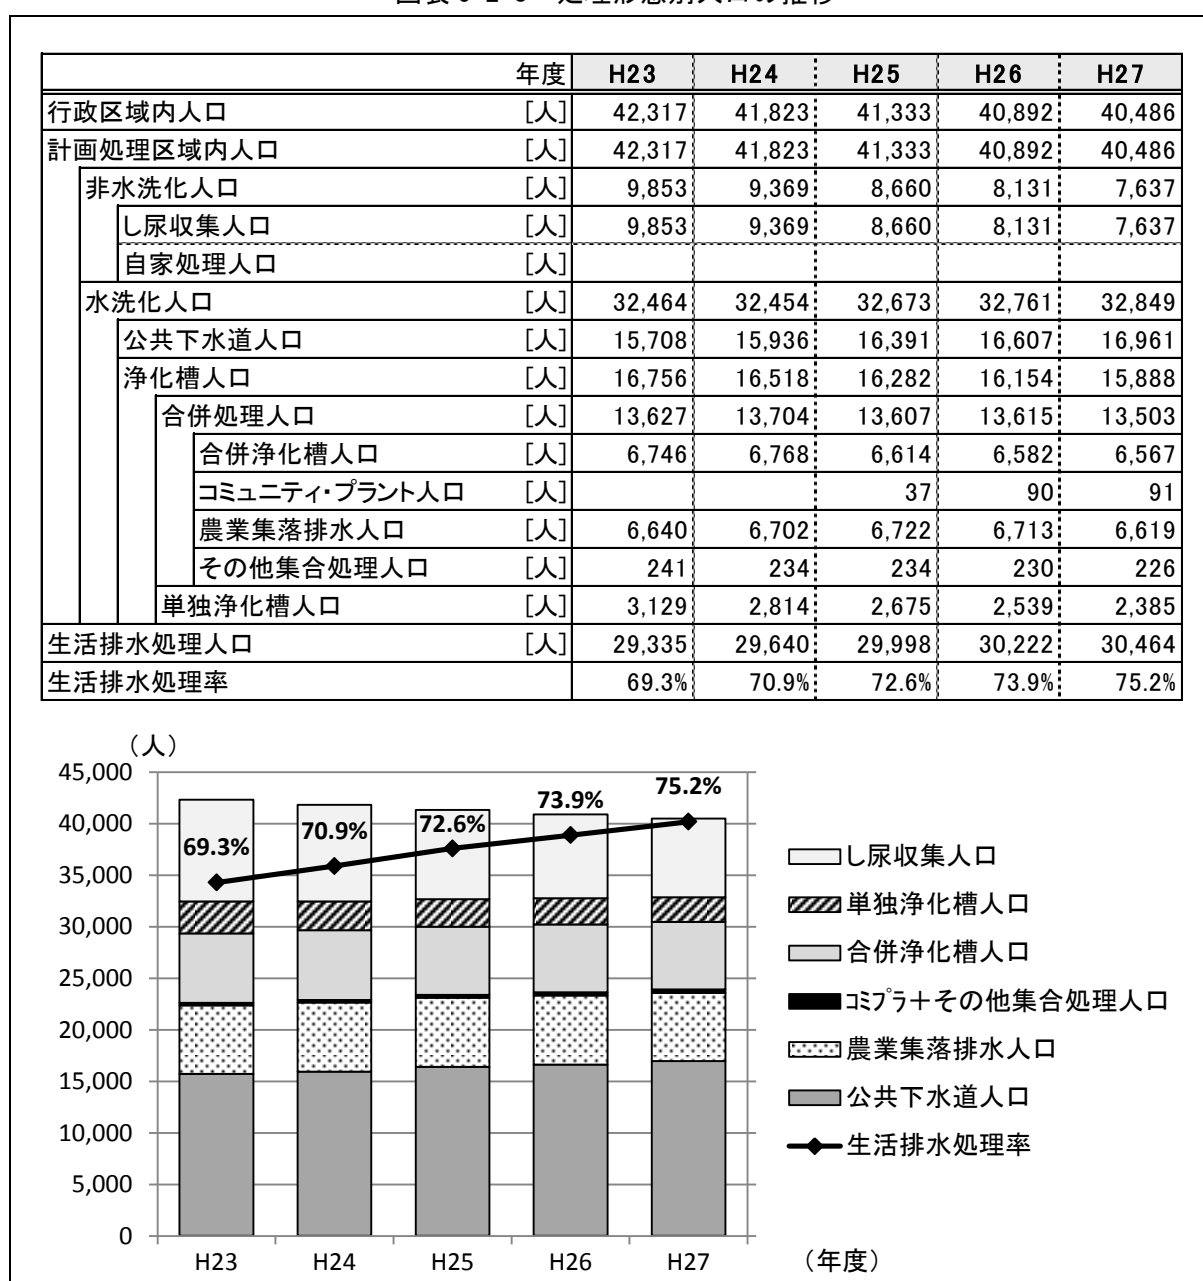 年度 H23 H24 H25 H26 H27
行政区域内人口 [人] 42,317 41,823 41,333 40,892 40,486
計画処理区域内人口 [人] 42,317 41,823 41,333 40,892 40,486
非水洗化人口 [人] 9,853 9,369 8,660 8,131 7,637
し尿収集人口 [人] 9,853 9,369 8,660 8,131 7,637
自家処理人口 [人]
水洗化人口 [人] 32,464 32,454 32,673 32,761 32,849
公共下水道人口 [人] 15,708 15,936 16,391 16,607 16,961
浄化槽人口 [人] 16,756 16,518 16,282 16,154 15,888
合併処理人口 [人] 13,627 13,704 13,607 13,615 13,503
合併浄化槽人口 [人] 6,746 6,768 6,614 6,582 6,567
コミュニティ・プラント人口 [人] 37 90 91
農業集落排水人口 [人] 6,640 6,702 6,722 6,713 6,619
その他集合処理人口 [人] 241 234 234 230 226
単独浄化槽人口 [人] 3,129 2,814 2,675 2,539 2,385
生活排水処理人口 [人] 29,335 29,640 29,998 30,222 30,464
生活排水処理率 69.3% 70.9% 72.6% 73.9% 75.2%
（人）
45,000
40,000
35,000
30,000
25,000
20,000
15,000
10,000
5,000
0
69.3%
70.9%
72.6%
73.9%
75.2%
H23 H24 H25 H26 H27 （年度）
し尿収集人口
単独浄化槽人口
合併浄化槽人口
ｺﾐﾌﾟﾗ＋その他集合処理人口
農業集落排水人口
公共下水道人口
生活排水処理率